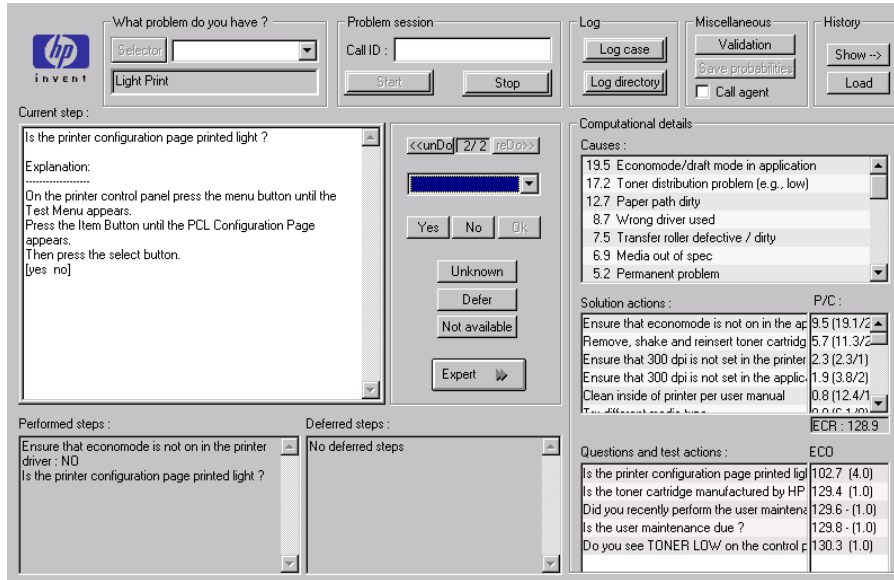 What problem do you have ?
Selector
Light Print
hp
invent
Problem session
Call ID :
Start
Stop
Log
Log case
Log directory
Miscellaneous
Validation
Save probabilities
Call agent
History
Show -->
Load
Current step :
Is the printer configuration page printed light ?
Explanation:
------------------
On the printer control panel press the menu button until the
Test Menu appears.
Press the Item Button until the PCL Configuration Page
appears.
Then press the select button.
[yes no]
<<unDo
2/ 2
reDo>>
Yes
No
Ok
Unknown
Defer
Not available
Expert
Computational details
Causes :
19.5 Economode/draft mode in application
17.2 Toner distribution problem (e.g., low)
12.7 Paper path dirty
8.7 Wrong driver used
7.5 Transfer roller defective / dirty
6.9 Media out of spec
5.2 Permanent problem
Solution actions :
P/C :
Ensure that economode is not on in the ap 9.5 (19.1/2
Remove, shake and reinsert toner cartridg 5.7 (11.3/2
Ensure that 300 dpi is not set in the printer 2.3 (2.3/1)
Ensure that 300 dpi is not set in the applic 1.9 (3.8/2)
Clean inside of printer per user manual 0.8 (12.4/1
ECR : 128.9
Performed steps :
Ensure that economode is not on in the printer
driver : NO
Is the printer configuration page printed light ?
Deferred steps :
No deferred steps
Questions and test actions :
ECO
Is the printer configuration page printed ligl 102.7 (4.0)
Is the toner cartridge manufactured by HP 129.4 (1.0)
Did you recently perform the user maintena 129.6 - (1.0)
Is the user maintenance due ? 129.8 - (1.0)
Do you see TONER LOW on the control p 130.3 (1.0)